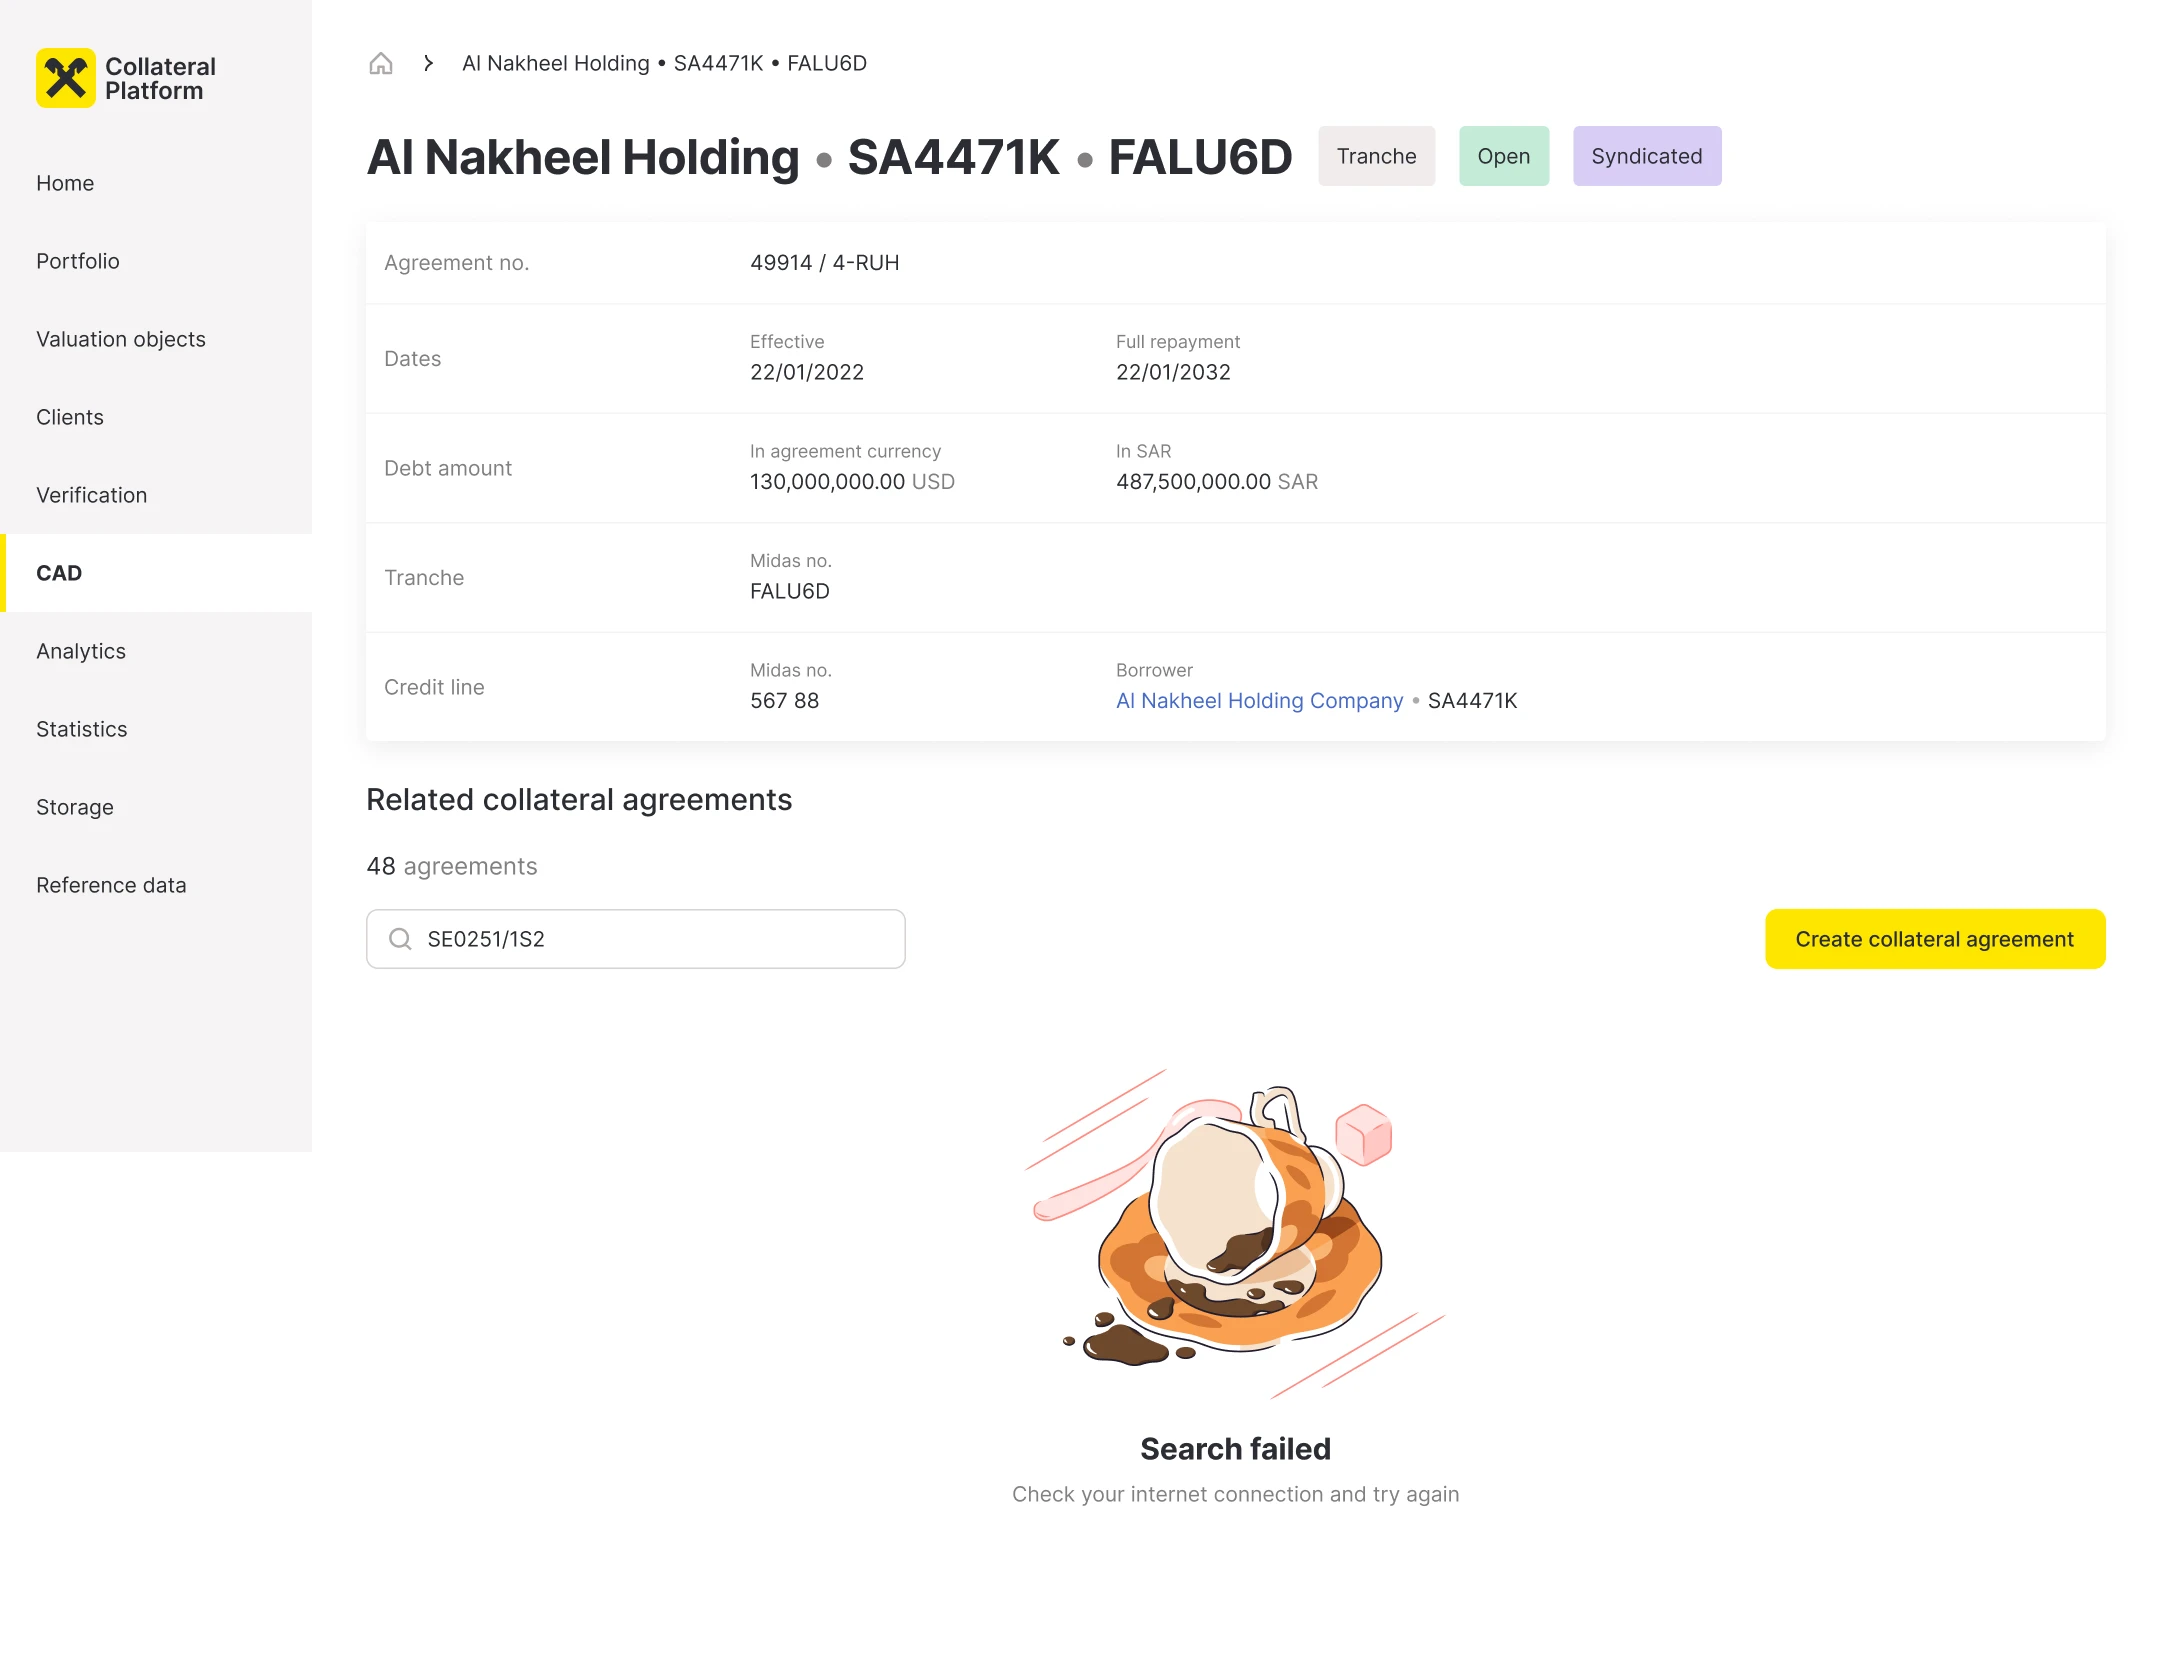 Collateral
Platform
Home
Portfolio
Valuation objects
Clients
Verification
CAD
Analytics
Statistics
Storage
Reference data
Al Nakheel Holding • SA4471K • FALU6D
Al Nakheel Holding • SA4471K • FALU6D
Tranche
Open
Syndicated
Agreement no.
49914 / 4-RUH
Dates
Effective
22/01/2022
Full repayment
22/01/2032
Debt amount
In agreement currency
130,000,000.00 USD
In SAR
487,500,000.00 SAR
Tranche
Midas no.
FALU6D
Credit line
Midas no.
567 88
Borrower
Al Nakheel Holding Company • SA4471K
Related collateral agreements
48 agreements
SE0251/1S2
Create collateral agreement
Search failed
Check your internet connection and try again